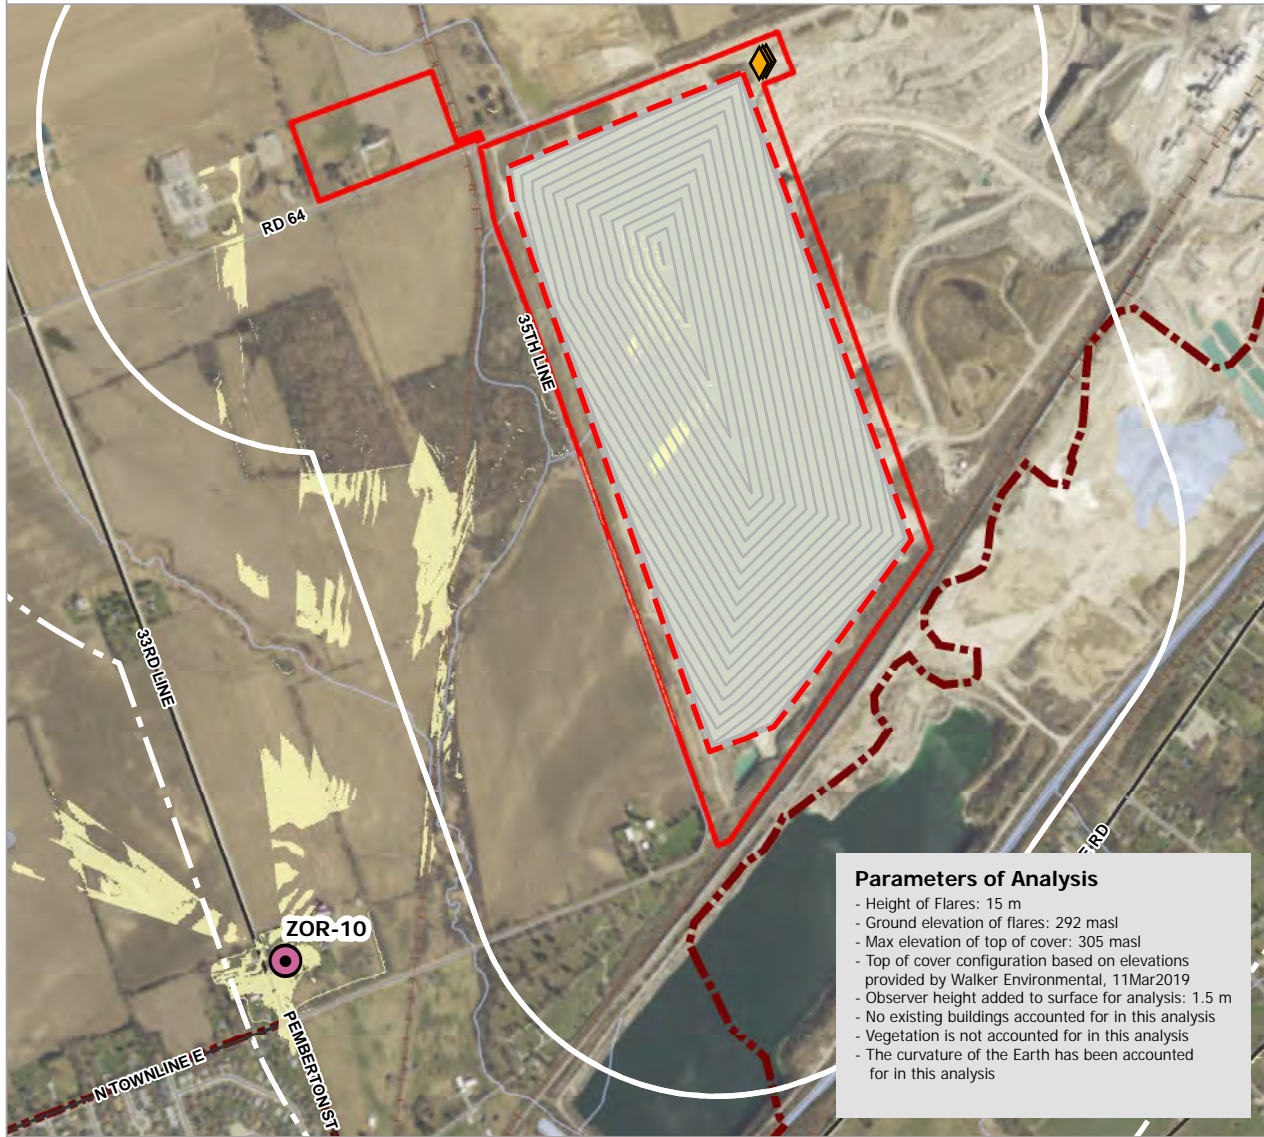 RD 64
35TH LINE
33RD LINE
ZOR-10
PEMBERTON ST
N TOWNLINE E
RD
Parameters of Analysis
- Height of Flares: 15 m
- Ground elevation of flares: 292 masl
- Max elevation of top of cover: 305 masl
- Top of cover configuration based on elevations
provided by Walker Environmental, 11Mar2019
- Observer height added to surface for analysis: 1.5 m
- No existing buildings accounted for in this analysis
- Vegetation is not accounted for in this analysis
- The curvature of the Earth has been accounted
for in this analysis